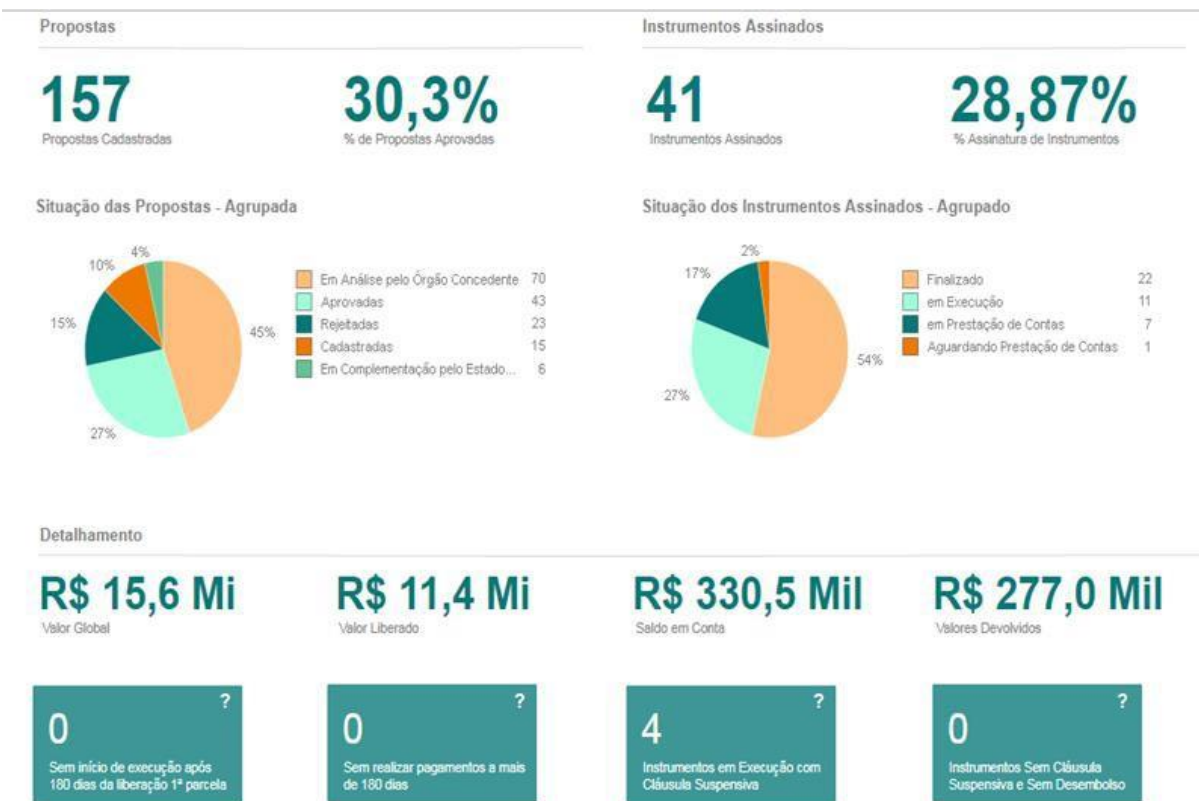 Propostas
157
Propostas Cadastradas
30,3%
% de Propostas Aprovadas
Instrumentos Assinados
41
Instrumentos Assinados
28,87%
% Assinatura de Instrumentos
Situação das Propostas - Agrupada
4%
10%
15%
45%
27%
Em Análise pelo Órgão Concedente 70
Aprovadas 43
Rejeitadas 23
Cadastradas 15
Em Complementação pelo Estado... 6
Situação dos Instrumentos Assinados - Agrupado
2%
17%
54%
27%
Finalizado 22
em Execução 11
em Prestação de Contas 7
Aguardando Prestação de Contas 1
Detalhamento
R$ 15,6 Mi
Valor Global
R$ 11,4 Mi
Valor Liberado
R$ 330,5 Mil
Saldo em Conta
R$ 277,0 Mil
Valores Devolvidos
?
0
Sem início de execução após
180 dias da liberação 1ª parcela
?
0
Sem realizar pagamentos a mais
de 180 dias
?
4
Instrumentos em Execução com
Cláusula Suspensiva
?
0
Instrumentos Sem Cláusula
Suspensiva e Sem Desembolso